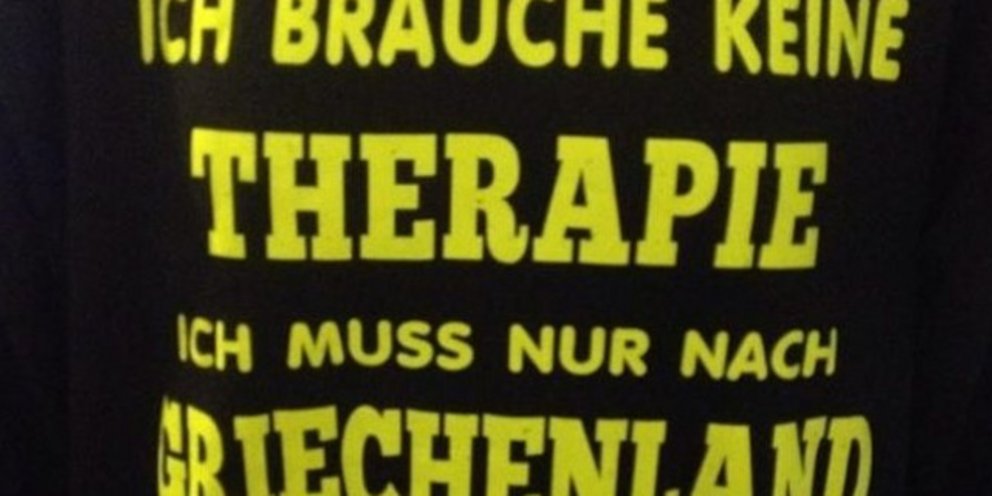 ICH BRAUCHE KEINE
THERAPIE
ICH MUSS NUR NACH
GRIECHENLAND